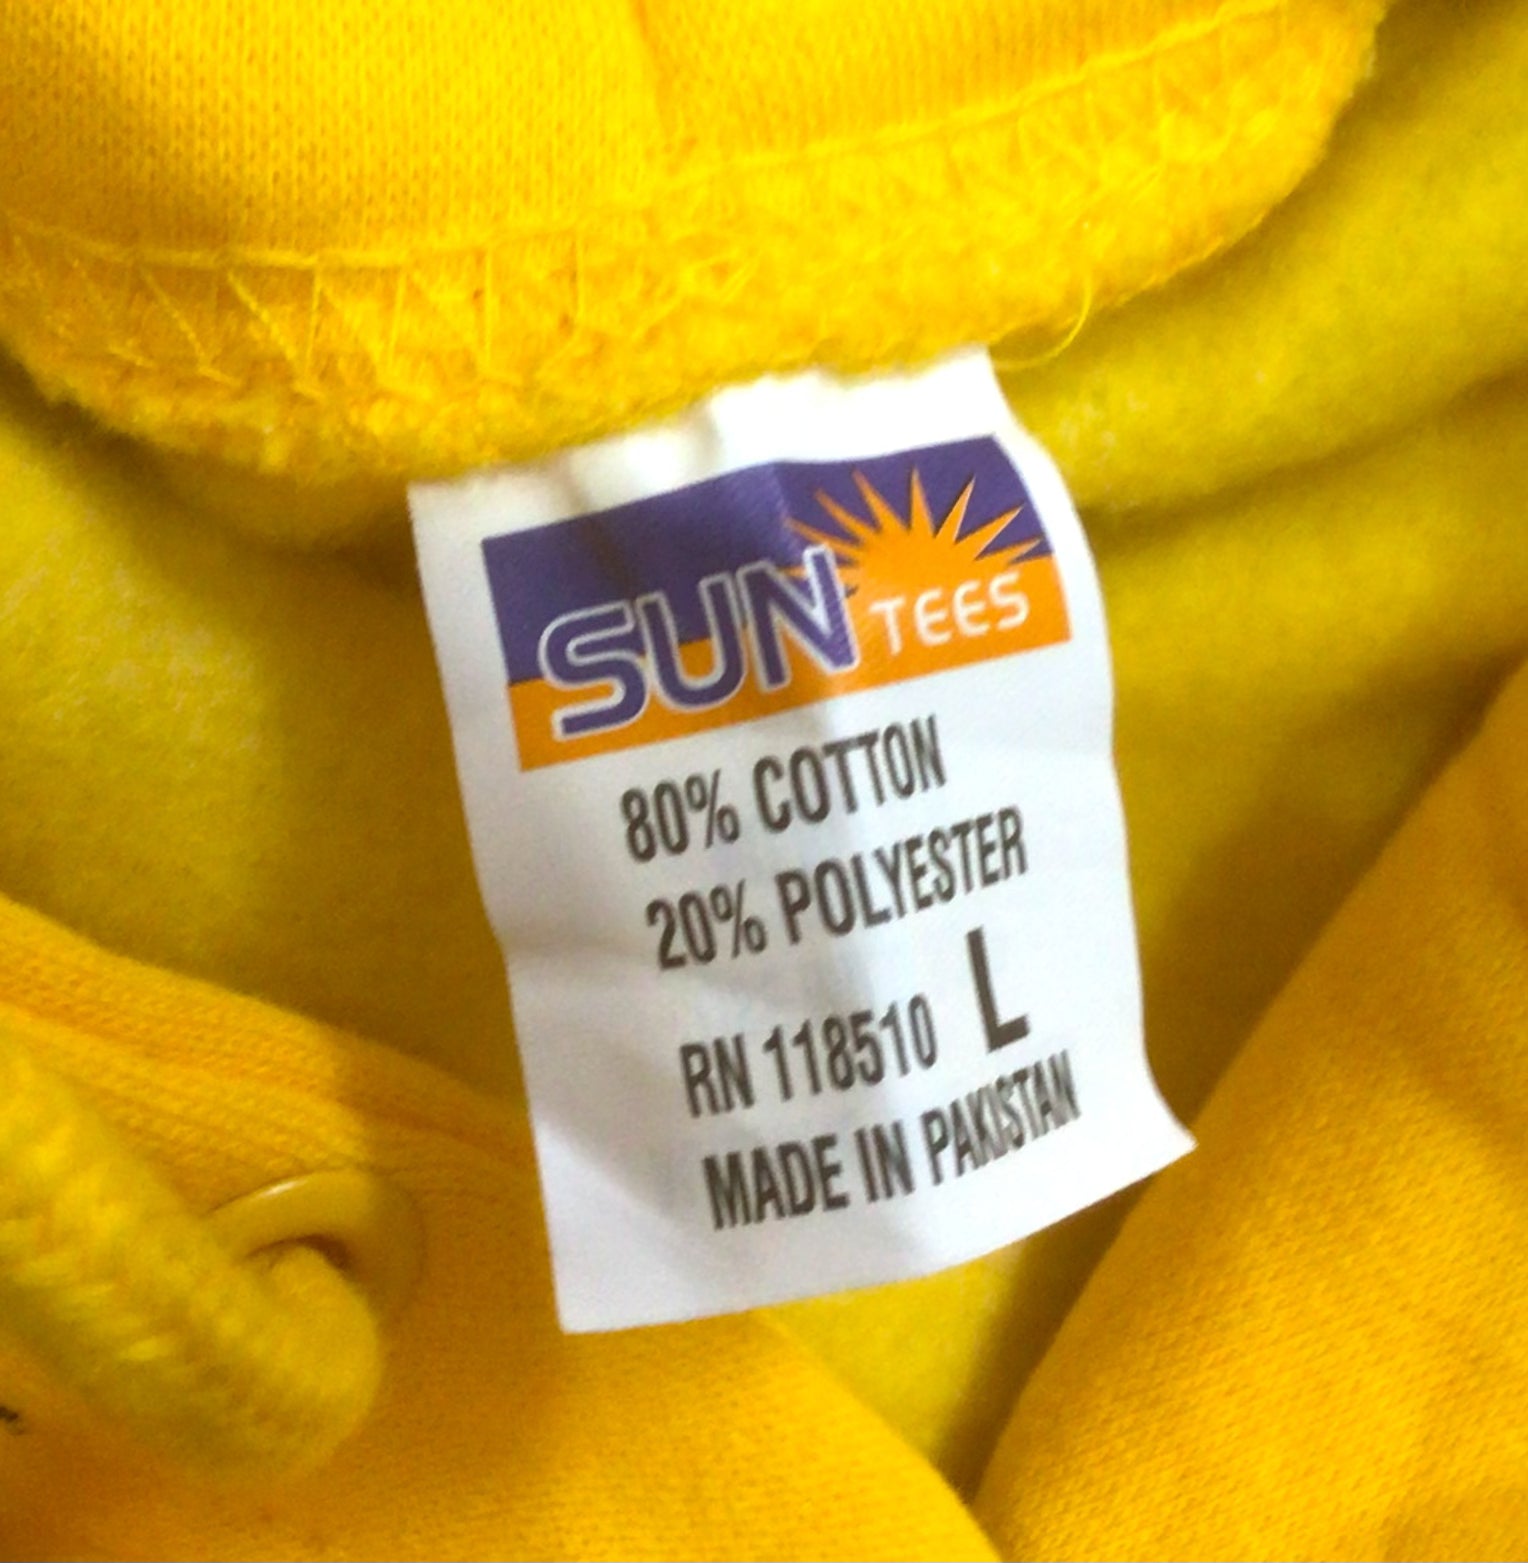 SUN TEES
80% COTTON
20% POLYESTER
RN 118510 L
MADE IN PAKISTAN